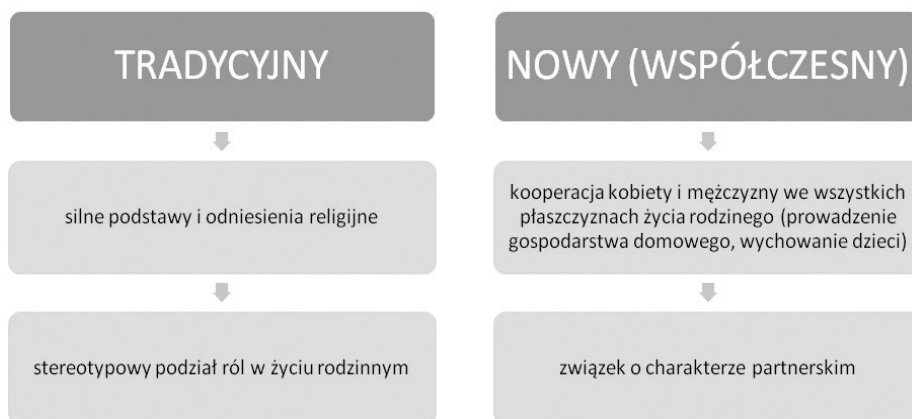 TRADYCYJNY
silne podstawy i odniesienia religijne
stereotypowy podział ról w życiu rodzinnym
NOWY (WSPÓŁCZESNY)
kooperacja kobiety i mężczyzny we wszystkich
płaszczyznach życia rodzinego (prowadzenie
gospodarstwa domowego, wychowanie dzieci)
związek o charakterze partnerskim